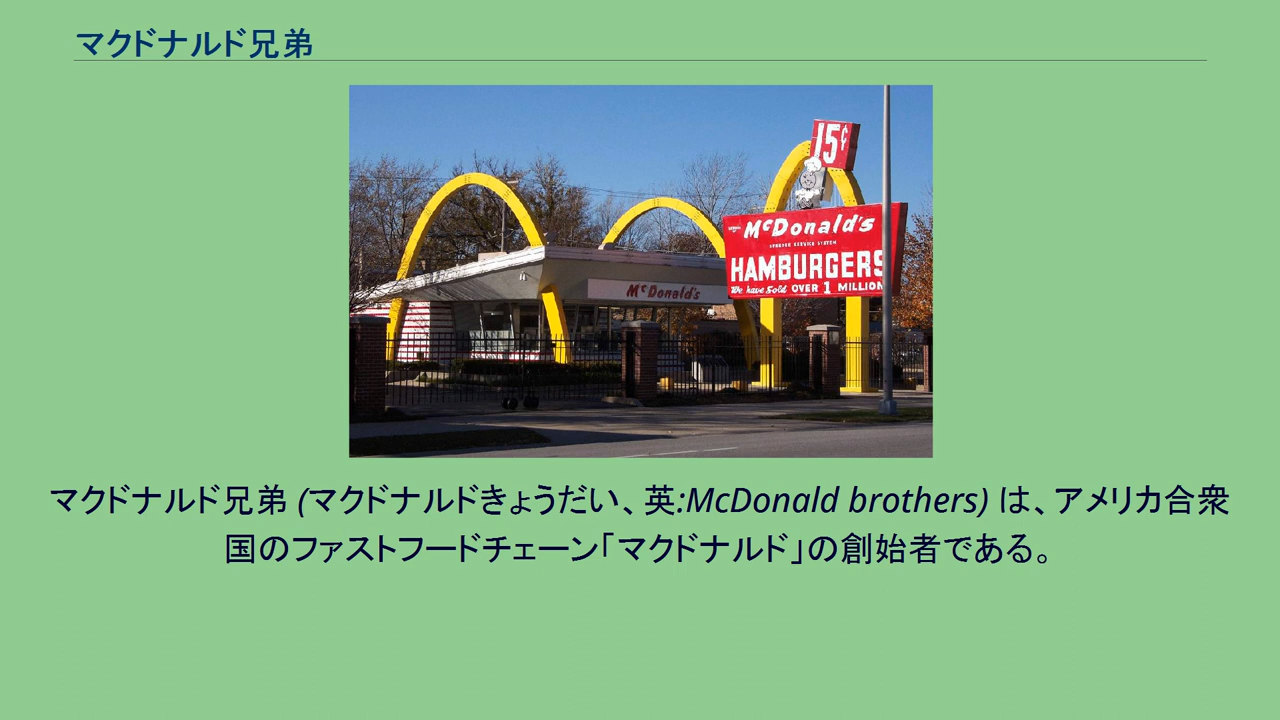 マクドナルド兄弟
15¢
McDonald's
HAMBURGERS
We have Sold OVER 1 MILLION
McDonald's
マクドナルド兄弟 (マクドナルドきょうだい、英:McDonald brothers) は、アメリカ合衆
国のファストフードチェーン「マクドナルド」の創始者である。